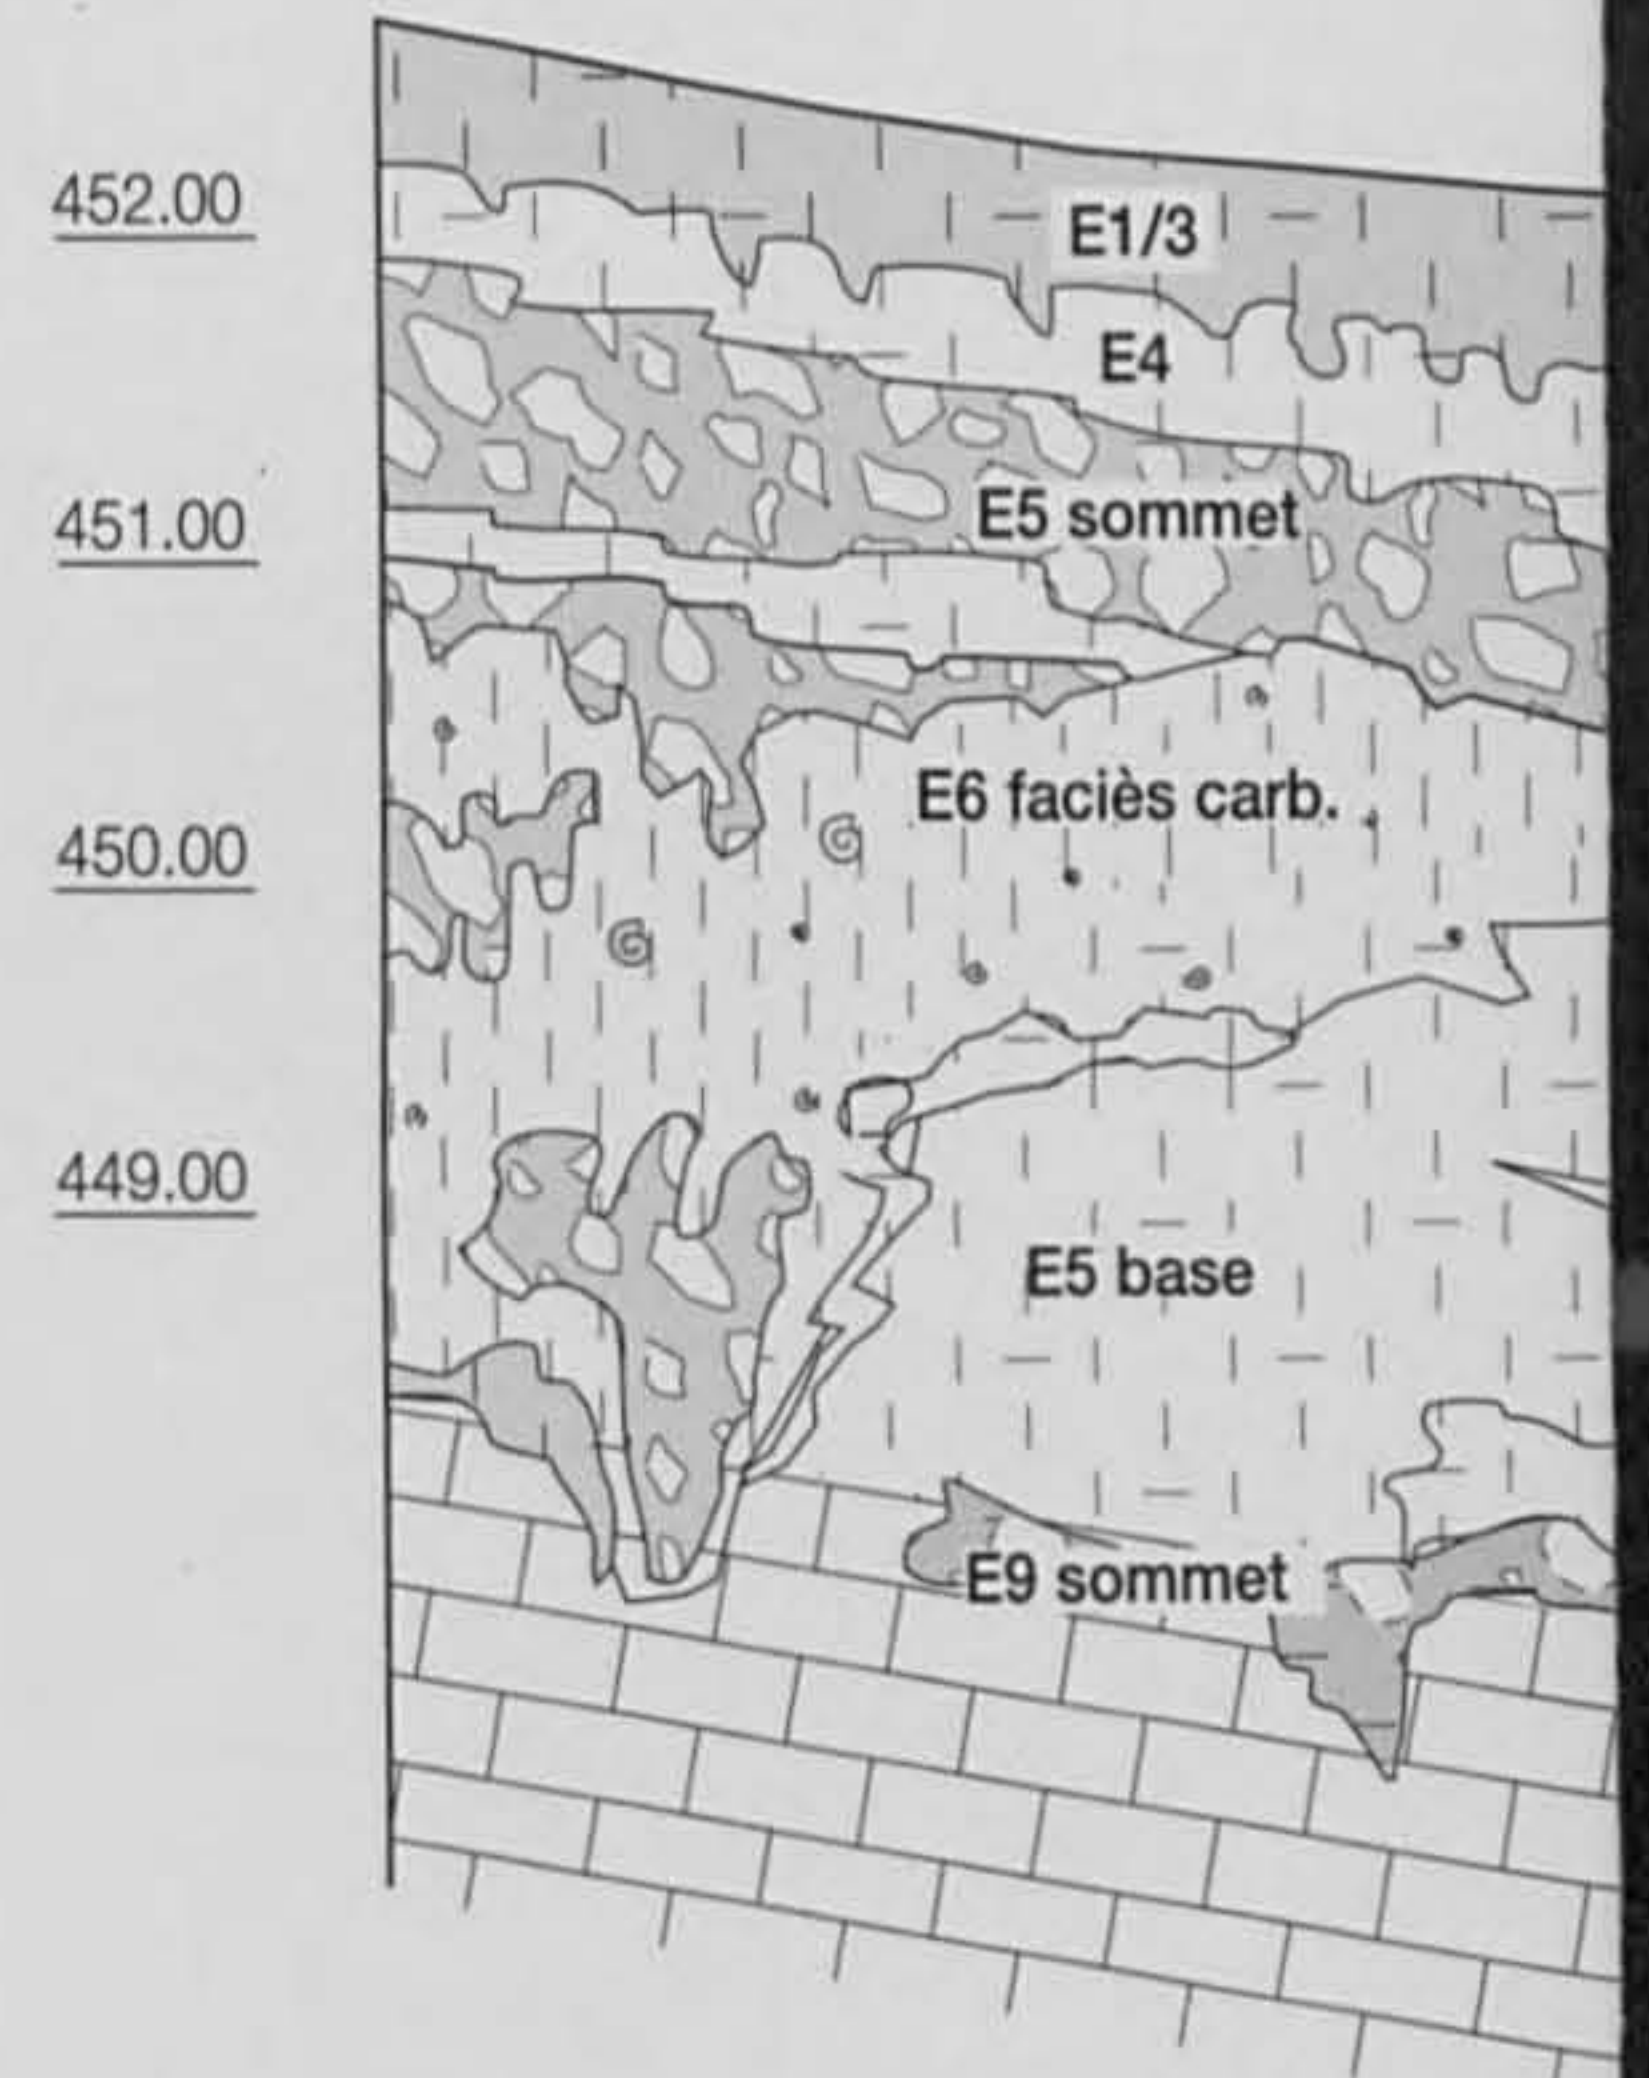 452.00
E1/3
E4
451.00
E5 sommet
450.00
E6 faciès carb.
449.00
E5 base
E9 sommet